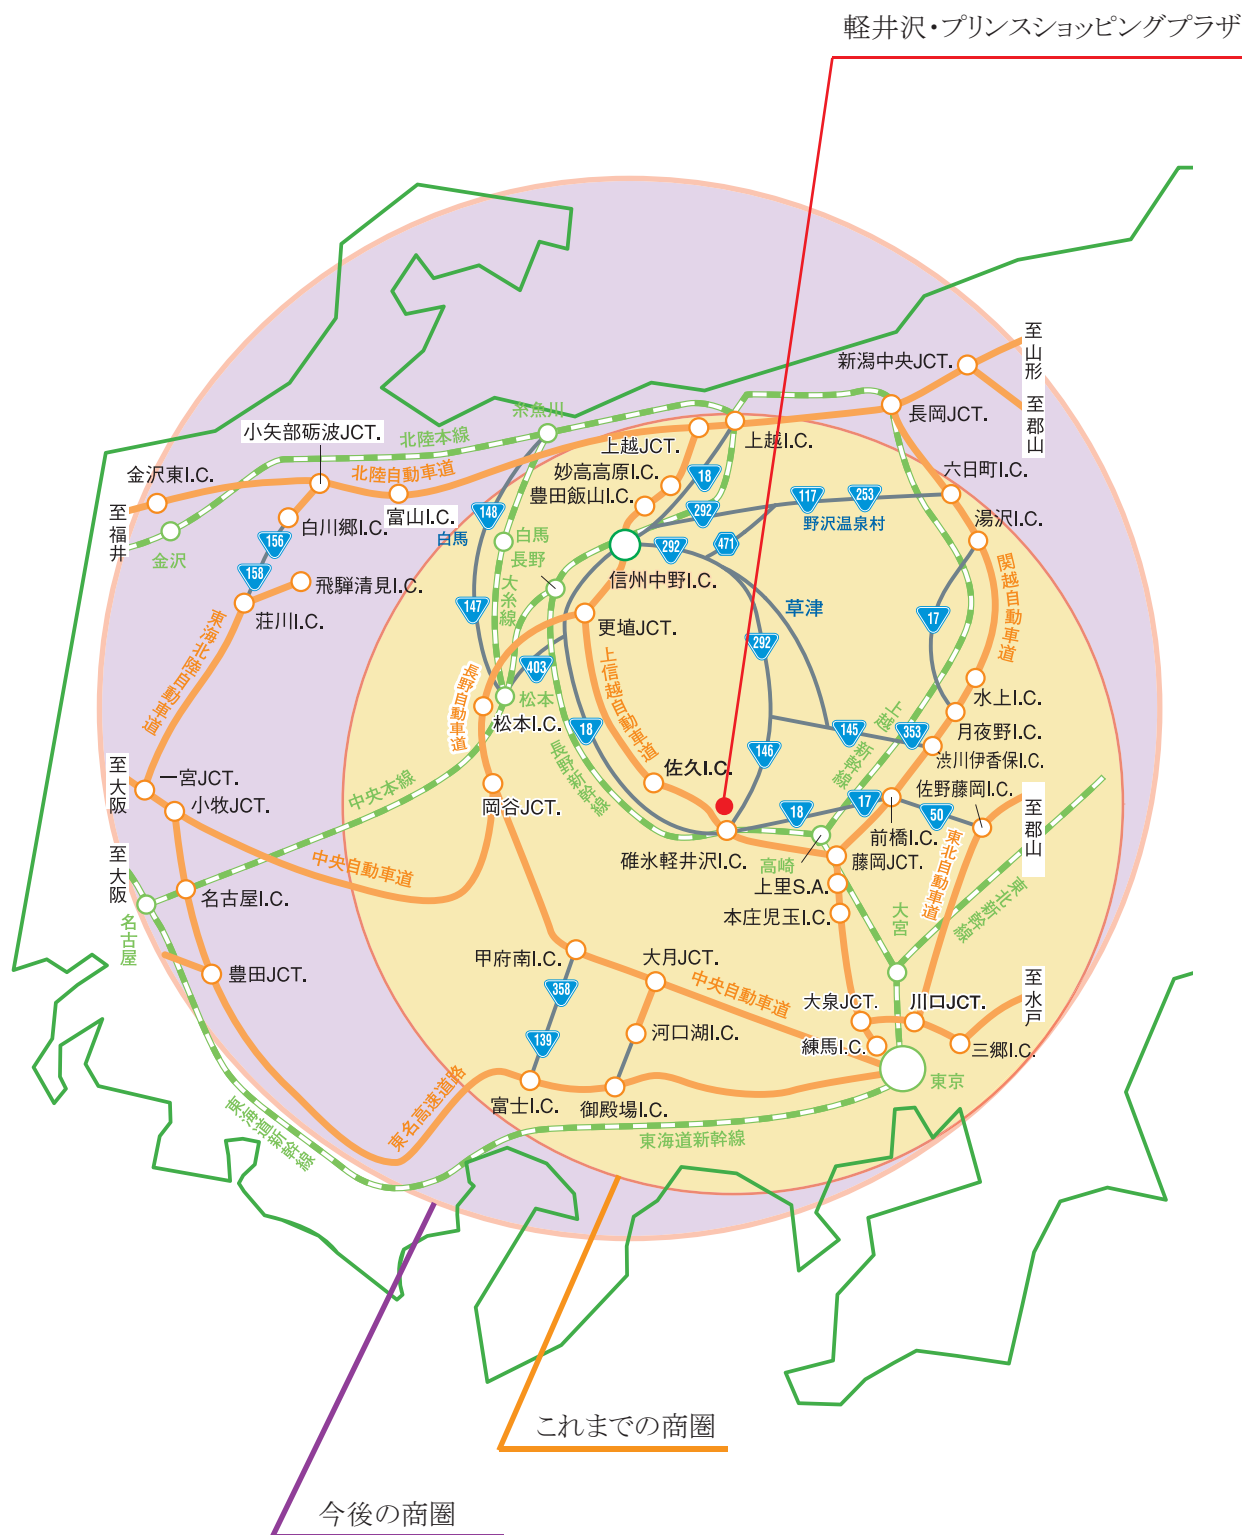 軽井沢・プリンスショッピングプラザ
至山形
新潟中央JCT.
至郡山
長岡JCT.
糸魚川
小矢部砺波JCT.
北陸本線
上越JCT.
上越I.C.
北陸自動車道
妙高高原I.C.
18
六日町I.C.
金沢東I.C.
豊田飯山I.C.
117
253
富山I.C.
148
292
野沢温泉村
湯沢I.C.
至福井
白川郷I.C.
白馬
白馬
金沢
156
長野
292
471
158
飛騨清見I.C.
大糸線
信州中野I.C.
関越自動車道
荘川I.C.
147
更埴JCT.
草津
17
東海北陸自動車道
403
上信越自動車道
292
長野自動車道
松本
水上I.C.
松本I.C.
18
145
353
月夜野I.C.
上越新幹線
146
渋川伊香保I.C.
長野新幹線
佐久I.C.
至大阪
一宮JCT.
小牧JCT.
中央本線
岡谷JCT.
18
17
佐野藤岡I.C.
50
至郡山
前橋I.C.
碓氷軽井沢I.C.
高崎
藤岡JCT.
至大阪
中央自動車道
上里S.A.
東北自動車道
名古屋I.C.
本庄児玉I.C.
大宮
東北新幹線
名古屋
豊田JCT.
甲府南I.C.
大月JCT.
358
中央自動車道
至水戸
大泉JCT.
川口JCT.
139
河口湖I.C.
練馬I.C.
三郷I.C.
東名高速道路
富士I.C.
御殿場I.C.
東京
東海道新幹線
東海道新幹線
これまでの商圏
今後の商圏